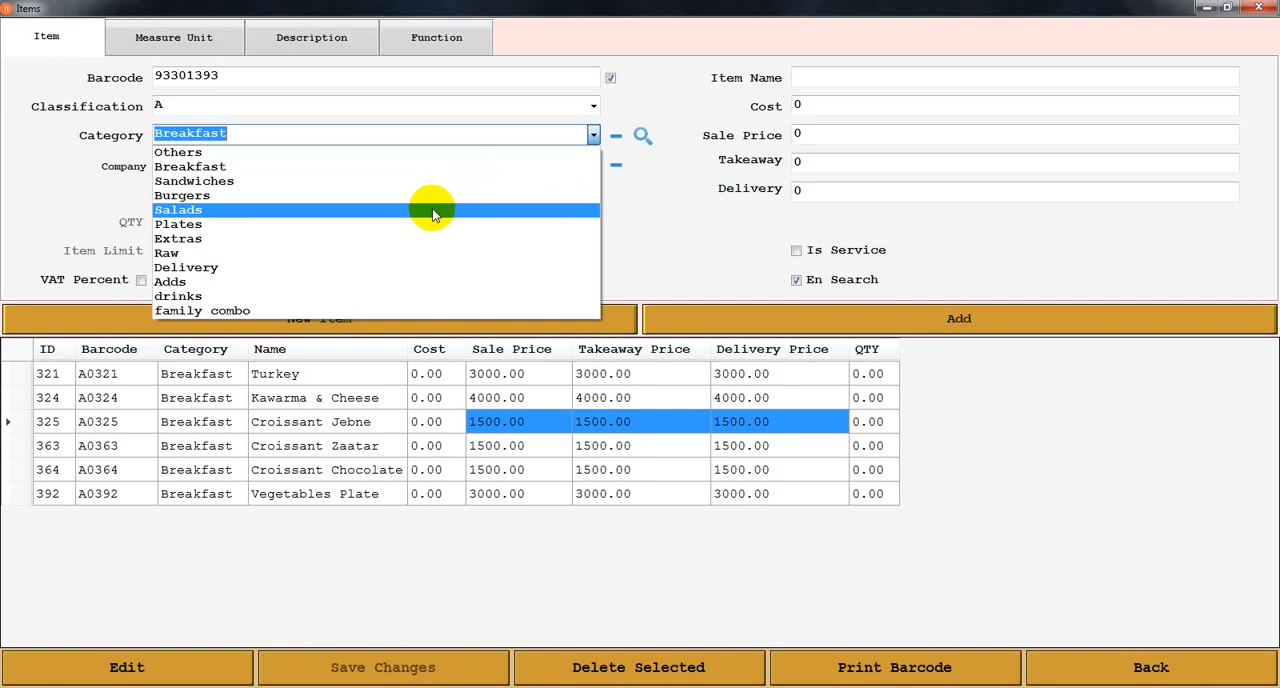 Items
Item Measure Unit Description Function
Barcode 93301393 Item Name
Classification A Cost 0
Category Breakfast Sale Price 0
Others
Breakfast
Company Takeaway 0
Sandwiches
Burgers Delivery 0
Salads
QTY Plates
Extras
Item Limit Raw Is Service
Delivery
VAT Percent Adds En Search
drinks
family combo
New Item Add
ID Barcode Category Name Cost Sale Price Takeaway Price Delivery Price QTY
321 A0321 Breakfast Turkey 0.00 3000.00 3000.00 3000.00 0.00
324 A0324 Breakfast Kawarma & Cheese 0.00 4000.00 4000.00 4000.00 0.00
325 A0325 Breakfast Croissant Jebne 0.00 1500.00 1500.00 1500.00 0.00
363 A0363 Breakfast Croissant Zaatar 0.00 1500.00 1500.00 1500.00 0.00
364 A0364 Breakfast Croissant Chocolate 0.00 1500.00 1500.00 1500.00 0.00
392 A0392 Breakfast Vegetables Plate 0.00 3000.00 3000.00 3000.00 0.00
Edit Save Changes Delete Selected Print Barcode Back